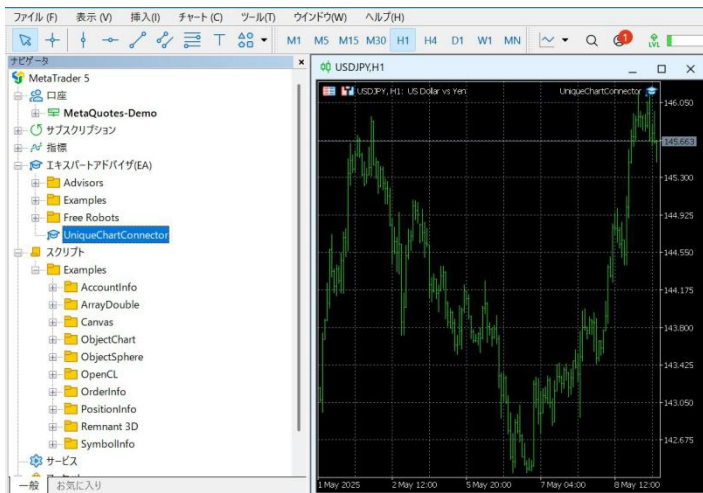 ファイル (F) 表示 (V) 挿入(I) チャート (C) ツール(T) ウインドウ(W) ヘルプ(H)
M1 M5 M15 M30 H1 H4 D1 W1 MN 1 LVL
ナビゲータ
MetaTrader 5
口座
MetaQuotes-Demo
サブスクリプション
指標
エキスパートアドバイザ(EA)
Advisors
Examples
Free Robots
UniqueChartConnector
スクリプト
Examples
AccountInfo
ArrayDouble
Canvas
ObjectChart
ObjectSphere
OpenCL
OrderInfo
PositionInfo
Remnant 3D
SymbolInfo
サービス
一般 お気に入り
USDJPY,H1
USDJPY, H1: US Dollar vs Yen UniqueChartConnector
146.050
145.663
145.300
144.925
144.550
144.175
143.800
143.425
143.050
142.675
1 May 2025 2 May 12:00 5 May 20:00 7 May 04:00 8 May 12:00